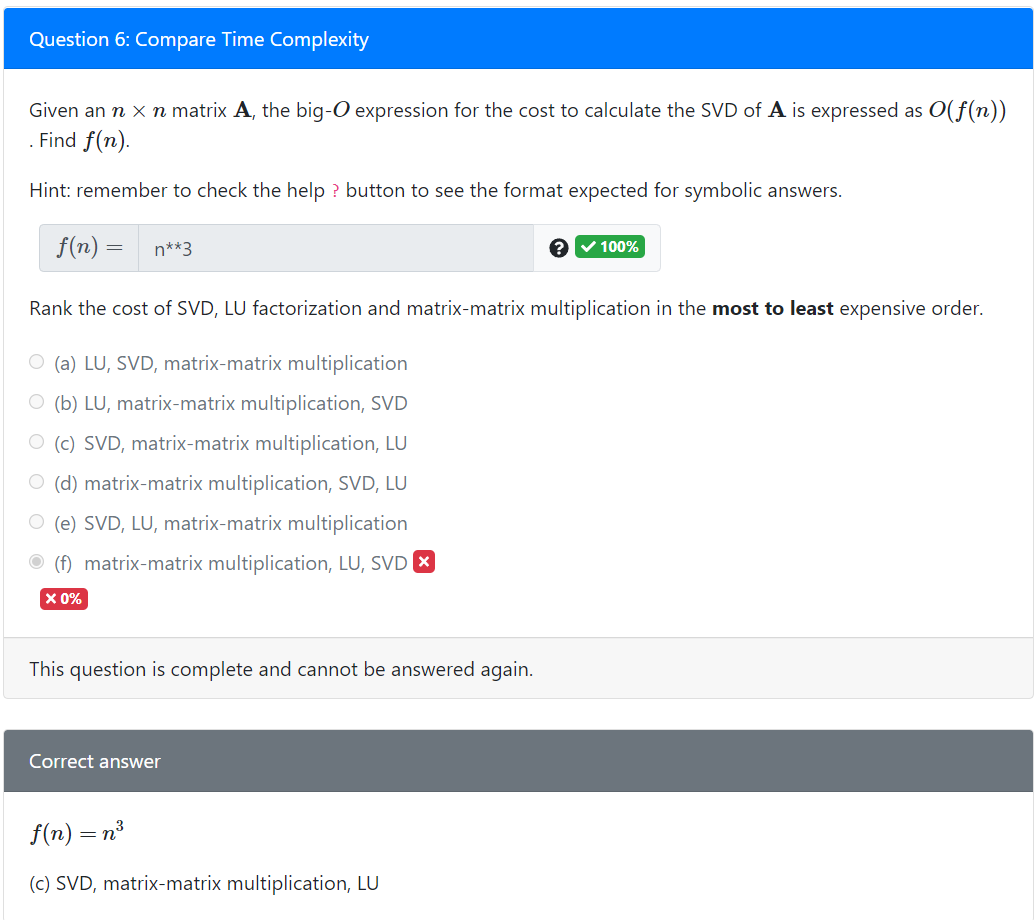 Question 6: Compare Time Complexity
Given an n × n matrix A, the big-O expression for the cost to calculate the SVD of A is expressed as O(f(n))
. Find f(n).
Hint: remember to check the help ? button to see the format expected for symbolic answers.
f(n) = n**3 ? ✓ 100%
Rank the cost of SVD, LU factorization and matrix-matrix multiplication in the most to least expensive order.
(a) LU, SVD, matrix-matrix multiplication
(b) LU, matrix-matrix multiplication, SVD
(c) SVD, matrix-matrix multiplication, LU
(d) matrix-matrix multiplication, SVD, LU
(e) SVD, LU, matrix-matrix multiplication
(f) matrix-matrix multiplication, LU, SVD ×
× 0%
This question is complete and cannot be answered again.
Correct answer
f(n) = n³
(c) SVD, matrix-matrix multiplication, LU